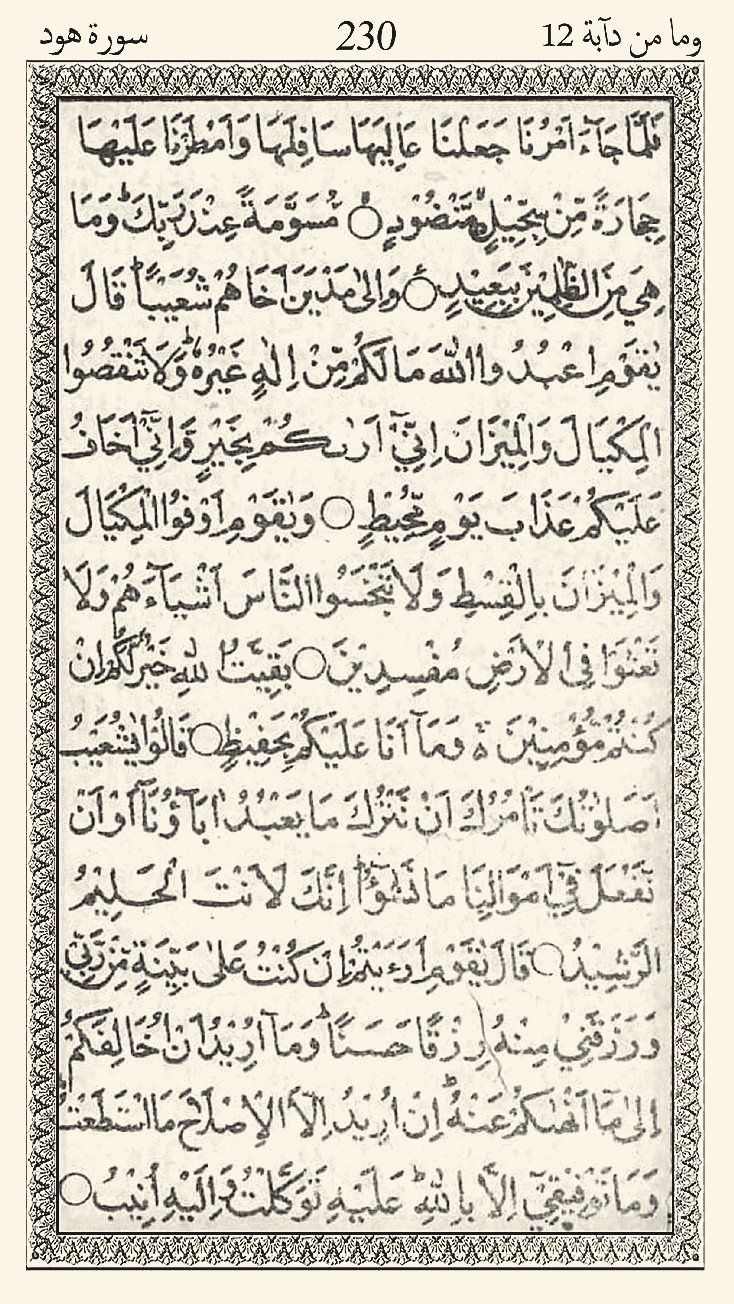 وما من دآبة 12 230 سورة هود
فَلَمَّا جَآءَ اَمْرُنَا جَعَلْنَا عَالِيَهَا سَافِلَهَا وَاَمْطَرْنَا عَلَيْهَا
حِجَارَةً مِّنْ سِجِّيْلٍ مَّنْضُوْدٍ ○ مُّسَوَّمَةً عِنْدَ رَبِّكَ ؕ وَمَا
هِيَ مِنَ الظّٰلِمِيْنَ بِبَعِيْدٍ ○ وَاِلٰى مَدْيَنَ اَخَاهُمْ شُعَيْبًا ؕ قَالَ
يٰقَوْمِ اعْبُدُوا اللّٰهَ مَا لَكُمْ مِّنْ اِلٰهٍ غَيْرُهٗ ؕ وَلَا تَنْقُصُوا
الْمِكْيَالَ وَالْمِيْزَانَ اِنِّيْۤ اَرٰىكُمْ بِخَيْرٍ وَّاِنِّيْۤ اَخَافُ
عَلَيْكُمْ عَذَابَ يَوْمٍ مُّحِيْطٍ ○ وَيٰقَوْمِ اَوْفُوا الْمِكْيَالَ
وَالْمِيْزَانَ بِالْقِسْطِ وَلَا تَبْخَسُوا النَّاسَ اَشْيَآءَهُمْ وَلَا
تَعْثَوْا فِى الْاَرْضِ مُفْسِدِيْنَ ○ بَقِيَّتُ اللّٰهِ خَيْرٌ لَّكُمْ اِنْ
كُنْتُمْ مُّؤْمِنِيْنَ ۬ۚ وَمَاۤ اَنَا عَلَيْكُمْ بِحَفِيْظٍ ○ قَالُوْا يٰشُعَيْبُ
اَصَلٰوتُكَ تَاْمُرُكَ اَنْ نَّتْرُكَ مَا يَعْبُدُ اٰبَآؤُنَاۤ اَوْ اَنْ
نَّفْعَلَ فِيْۤ اَمْوَالِنَا مَا نَشٰٓؤُا ؕ اِنَّكَ لَاَنْتَ الْحَلِيْمُ
الرَّشِيْدُ ○ قَالَ يٰقَوْمِ اَرَءَيْتُمْ اِنْ كُنْتُ عَلٰى بَيِّنَةٍ مِّنْ رَّبِّيْ
وَرَزَقَنِيْ مِنْهُ رِزْقًا حَسَنًا ؕ وَمَاۤ اُرِيْدُ اَنْ اُخَالِفَكُمْ
اِلٰى مَاۤ اَنْهٰىكُمْ عَنْهُ ؕ اِنْ اُرِيْدُ اِلَّا الْاِصْلَاحَ مَا اسْتَطَعْتُ ؕ
وَمَا تَوْفِيْقِيْۤ اِلَّا بِاللّٰهِ ؕ عَلَيْهِ تَوَكَّلْتُ وَاِلَيْهِ اُنِيْبُ ○